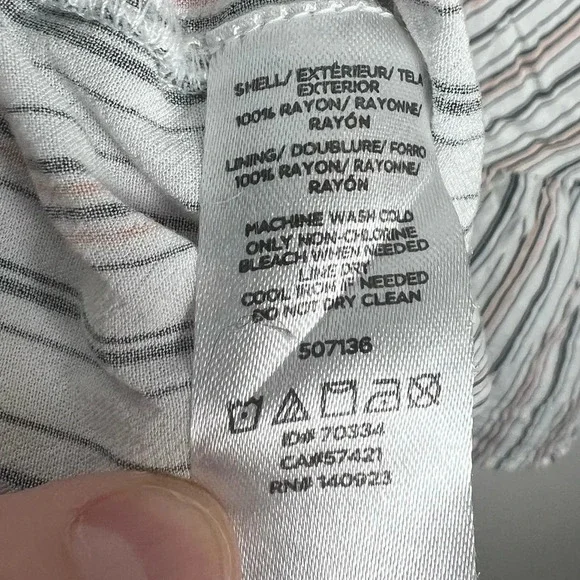 SHELL/ EXTÉRIEUR/ TELA
EXTERIOR
100% RAYON/ RAYONNE/
RAYÓN
LINING/ DOUBLURE/ FORRO
100% RAYON/ RAYONNE/
RAYÓN
MACHINE WASH COLD
ONLY NON-CHLORINE
BLEACH WHEN NEEDED
LINE DRY
COOL IRON IF NEEDED
DO NOT DRY CLEAN
507136
ID# 70334
CA#57421
RN# 140923